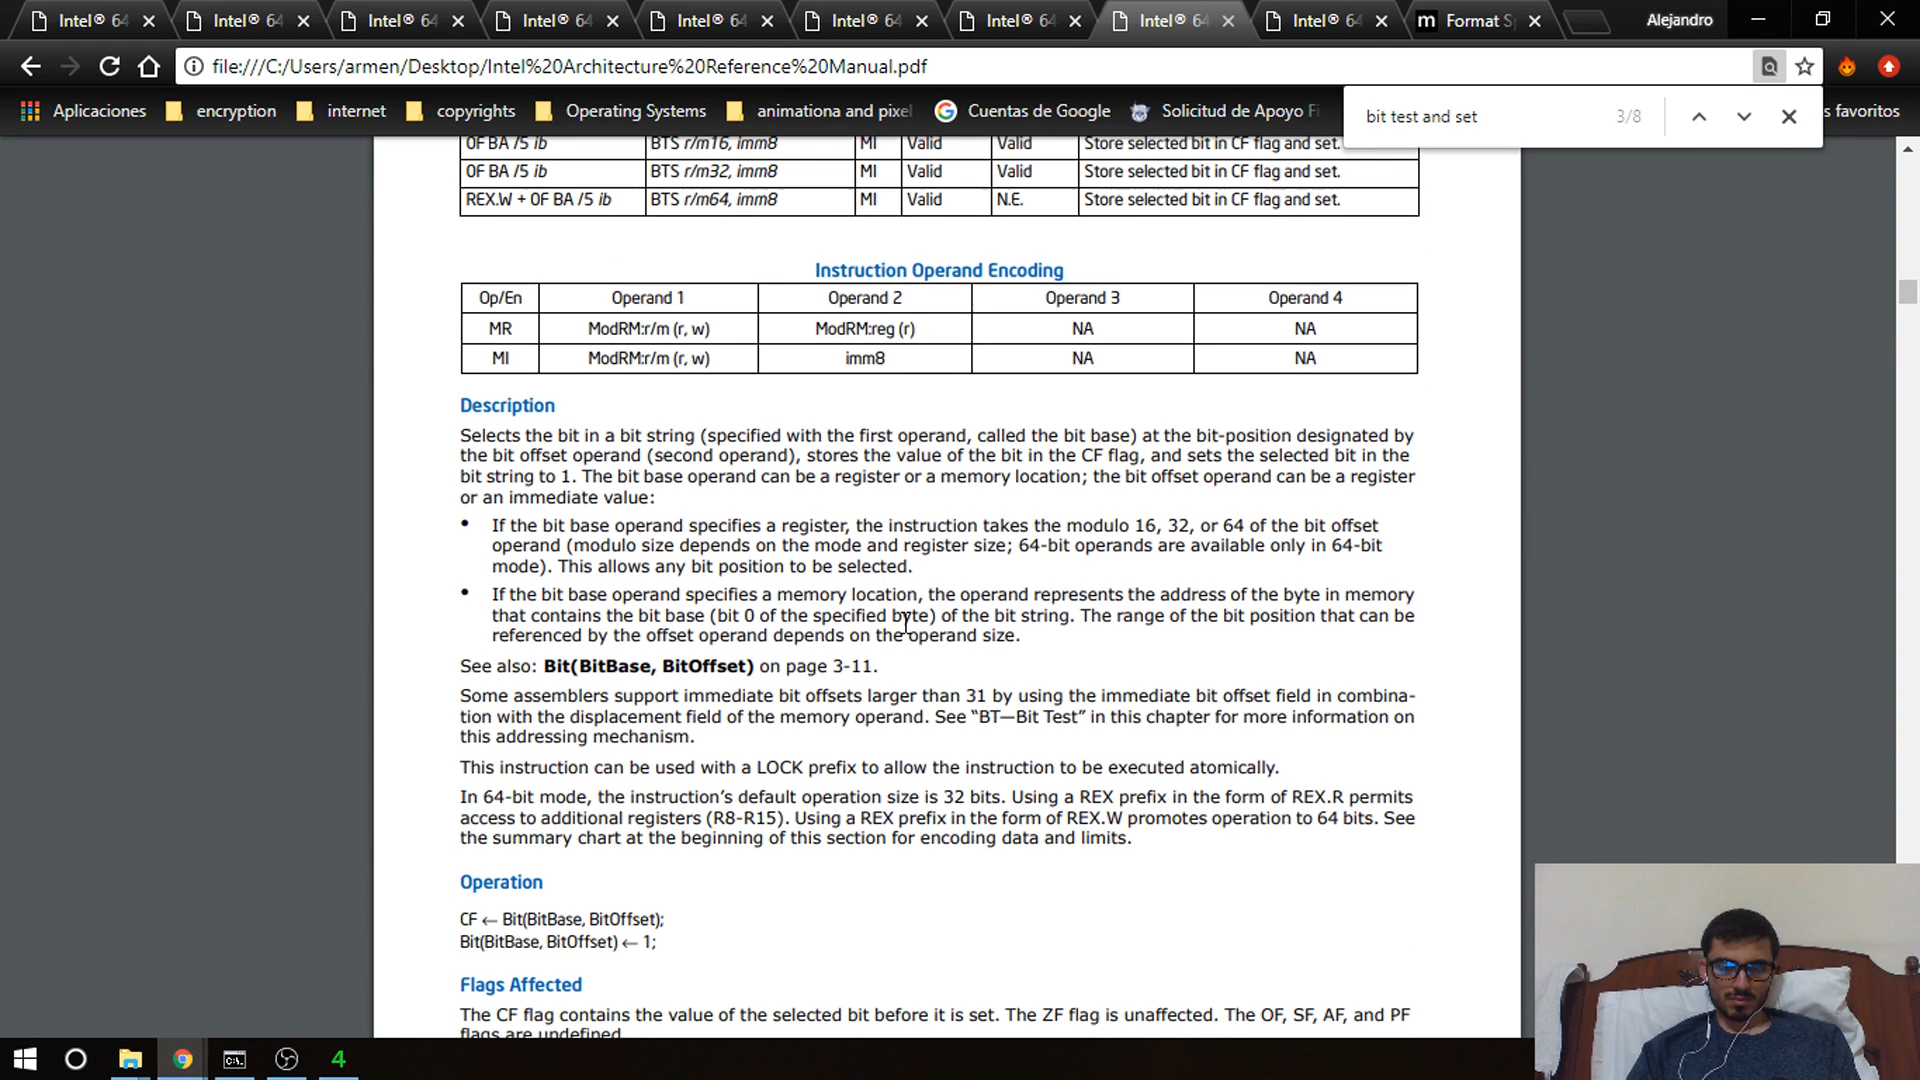 Intel® 64 Intel® 64 Intel® 64 Intel® 64 Intel® 64 Intel® 64 Intel® 64 Intel® 64 Intel® 64 m Format S Alejandro
file:///C:/Users/armen/Desktop/Intel%20Architecture%20Reference%20Manual.pdf
Aplicaciones encryption internet copyrights Operating Systems animationa and pixel Cuentas de Google Solicitud de Apoyo Fi s favoritos
bit test and set 3/8
0F BA /5 ib BTS r/m16, imm8 MI Valid Valid Store selected bit in CF flag and set.
0F BA /5 ib BTS r/m32, imm8 MI Valid Valid Store selected bit in CF flag and set.
REX.W + 0F BA /5 ib BTS r/m64, imm8 MI Valid N.E. Store selected bit in CF flag and set.
Instruction Operand Encoding
Op/En Operand 1 Operand 2 Operand 3 Operand 4
MR ModRM:r/m (r, w) ModRM:reg (r) NA NA
MI ModRM:r/m (r, w) imm8 NA NA
Description
Selects the bit in a bit string (specified with the first operand, called the bit base) at the bit-position designated by
the bit offset operand (second operand), stores the value of the bit in the CF flag, and sets the selected bit in the
bit string to 1. The bit base operand can be a register or a memory location; the bit offset operand can be a register
or an immediate value:
• If the bit base operand specifies a register, the instruction takes the modulo 16, 32, or 64 of the bit offset
operand (modulo size depends on the mode and register size; 64-bit operands are available only in 64-bit
mode). This allows any bit position to be selected.
• If the bit base operand specifies a memory location, the operand represents the address of the byte in memory
that contains the bit base (bit 0 of the specified byte) of the bit string. The range of the bit position that can be
referenced by the offset operand depends on the operand size.
See also: Bit(BitBase, BitOffset) on page 3-11.
Some assemblers support immediate bit offsets larger than 31 by using the immediate bit offset field in combina-
tion with the displacement field of the memory operand. See “BT—Bit Test” in this chapter for more information on
this addressing mechanism.
This instruction can be used with a LOCK prefix to allow the instruction to be executed atomically.
In 64-bit mode, the instruction’s default operation size is 32 bits. Using a REX prefix in the form of REX.R permits
access to additional registers (R8-R15). Using a REX prefix in the form of REX.W promotes operation to 64 bits. See
the summary chart at the beginning of this section for encoding data and limits.
Operation
CF ← Bit(BitBase, BitOffset);
Bit(BitBase, BitOffset) ← 1;
Flags Affected
The CF flag contains the value of the selected bit before it is set. The ZF flag is unaffected. The OF, SF, AF, and PF
flags are undefined.
4